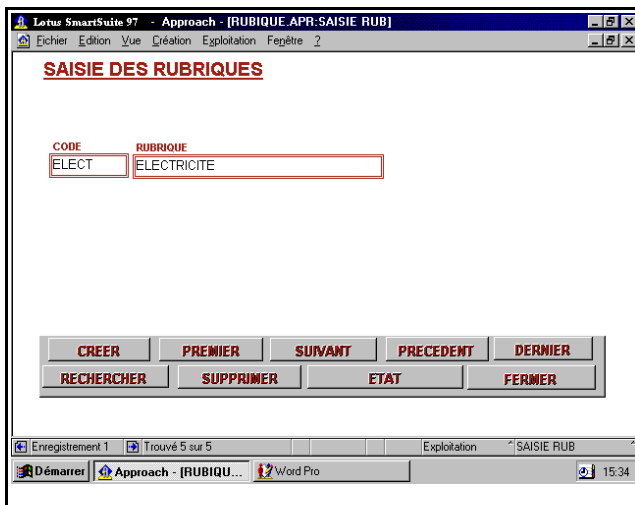 Lotus SmartSuite 97 - Approach - [RUBIQUE.APR:SAISIE RUB]
Fichier Edition Vue Création Exploitation Fenêtre ?
SAISIE DES RUBRIQUES
CODE RUBRIQUE
ELECT ELECTRICITE
CREER PREMIER SUIVANT PRECEDENT DERNIER
RECHERCHER SUPPRIMER ETAT FERMER
Enregistrement 1 Trouvé 5 sur 5 Exploitation SAISIE RUB
Démarrer Approach - [RUBIQU... Word Pro 15:34